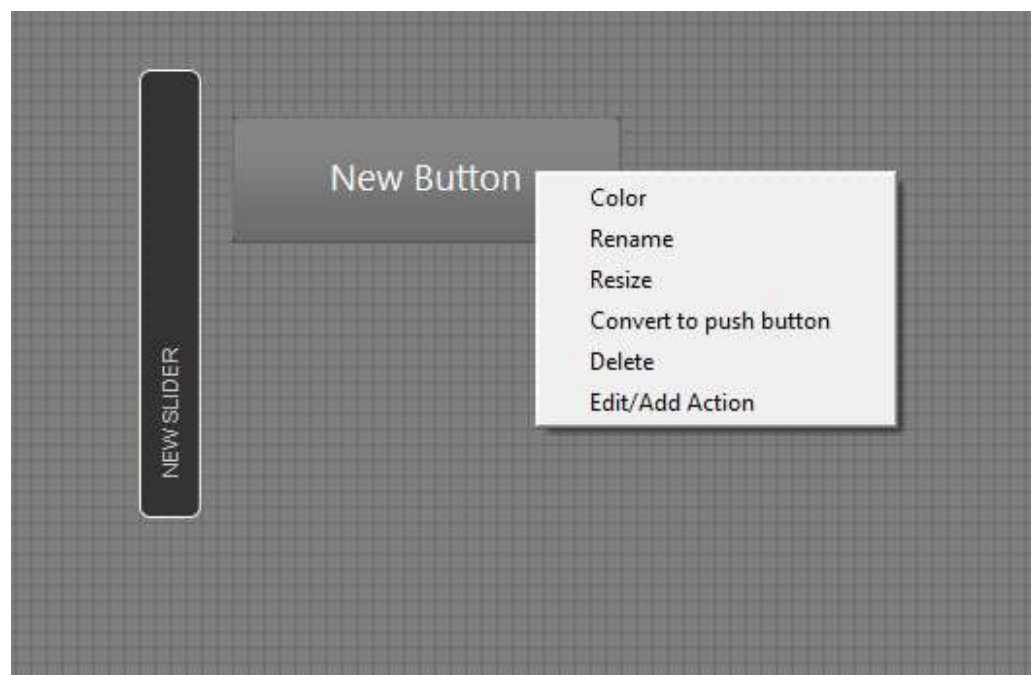 New Button
Color
Rename
Resize
Convert to push button
Delete
Edit/Add Action
NEW SLIDER